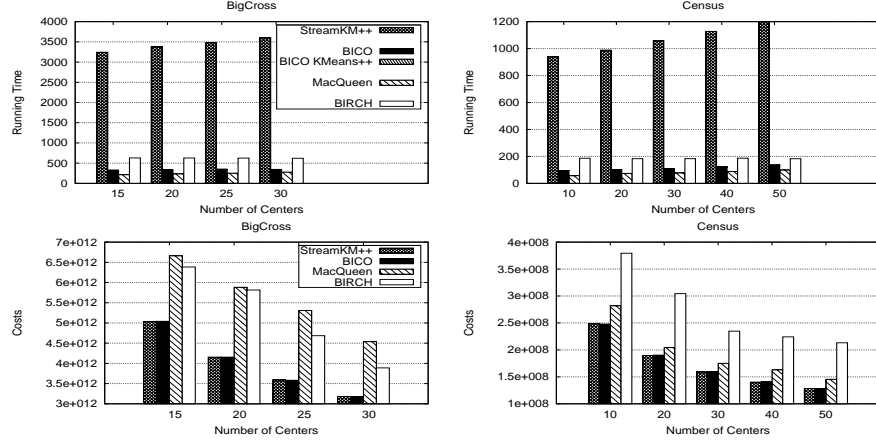 BigCross
Running Time
4000
3500
3000
2500
2000
1500
1000
500
0
StreamKM++
BICO
BICO KMeans++
MacQueen
BIRCH
15 20 25 30
Number of Centers
Census
Running Time
1200
1000
800
600
400
200
0
10 20 30 40 50
Number of Centers
BigCross
Costs
7e+012
6.5e+012
6e+012
5.5e+012
5e+012
4.5e+012
4e+012
3.5e+012
3e+012
StreamKM++
BICO
MacQueen
BIRCH
15 20 25 30
Number of Centers
Census
Costs
4e+008
3.5e+008
3e+008
2.5e+008
2e+008
1.5e+008
1e+008
10 20 30 40 50
Number of Centers